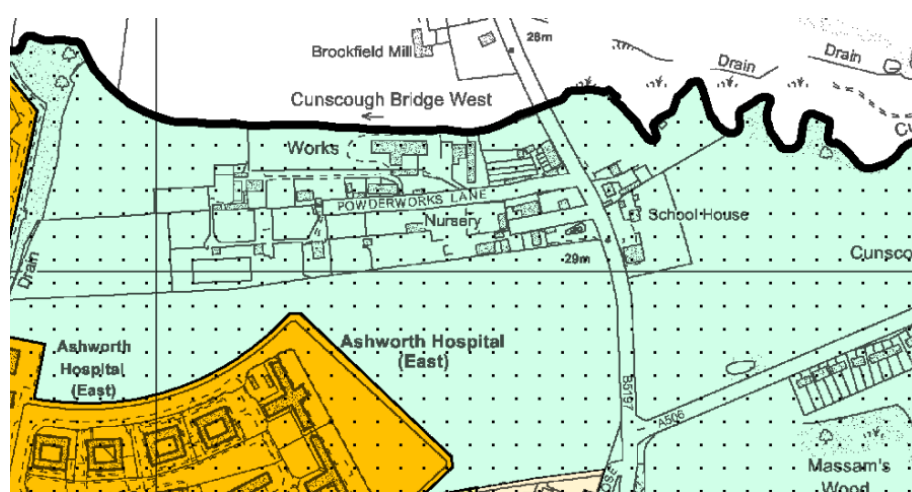 28m
Brookfield Mill
Drain
Drain
Cunscough Bridge West
Works
POWDERWORKS LANE
Nursery
School House
29m
Cunsco
Drain
Ashworth
Hospital
(East)
Ashworth Hospital
(East)
B5197
A506
Massam's
Wood